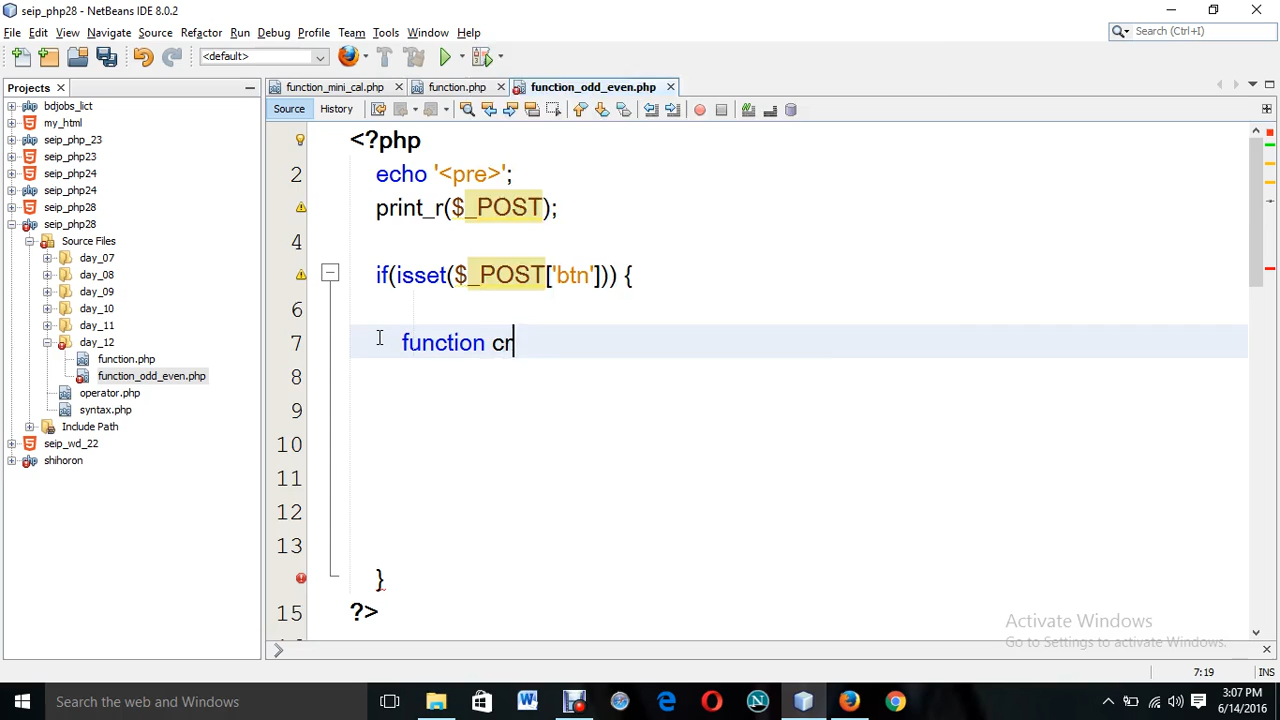 seip_php28 - NetBeans IDE 8.0.2
File Edit View Navigate Source Refactor Run Debug Profile Team Tools Window Help
Search (Ctrl+I)
<default>
Projects
function_mini_cal.php function.php function_odd_even.php
Source History
bdjobs_lict
my_html
seip_php_23
seip_php23
seip_php24
seip_php24
seip_php28
seip_php28
Source Files
day_07
day_08
day_09
day_10
day_11
day_12
function.php
function_odd_even.php
operator.php
syntax.php
Include Path
seip_wd_22
shihoron
<?php
2 echo '<pre>';
print_r($_POST);
4
if(isset($_POST['btn'])) {
6
7 function cr
8
9
10
11
12
13
}
15 ?>
Activate Windows
Go to Settings to activate Windows.
7:19 INS
Search the web and Windows
3:07 PM
6/14/2016